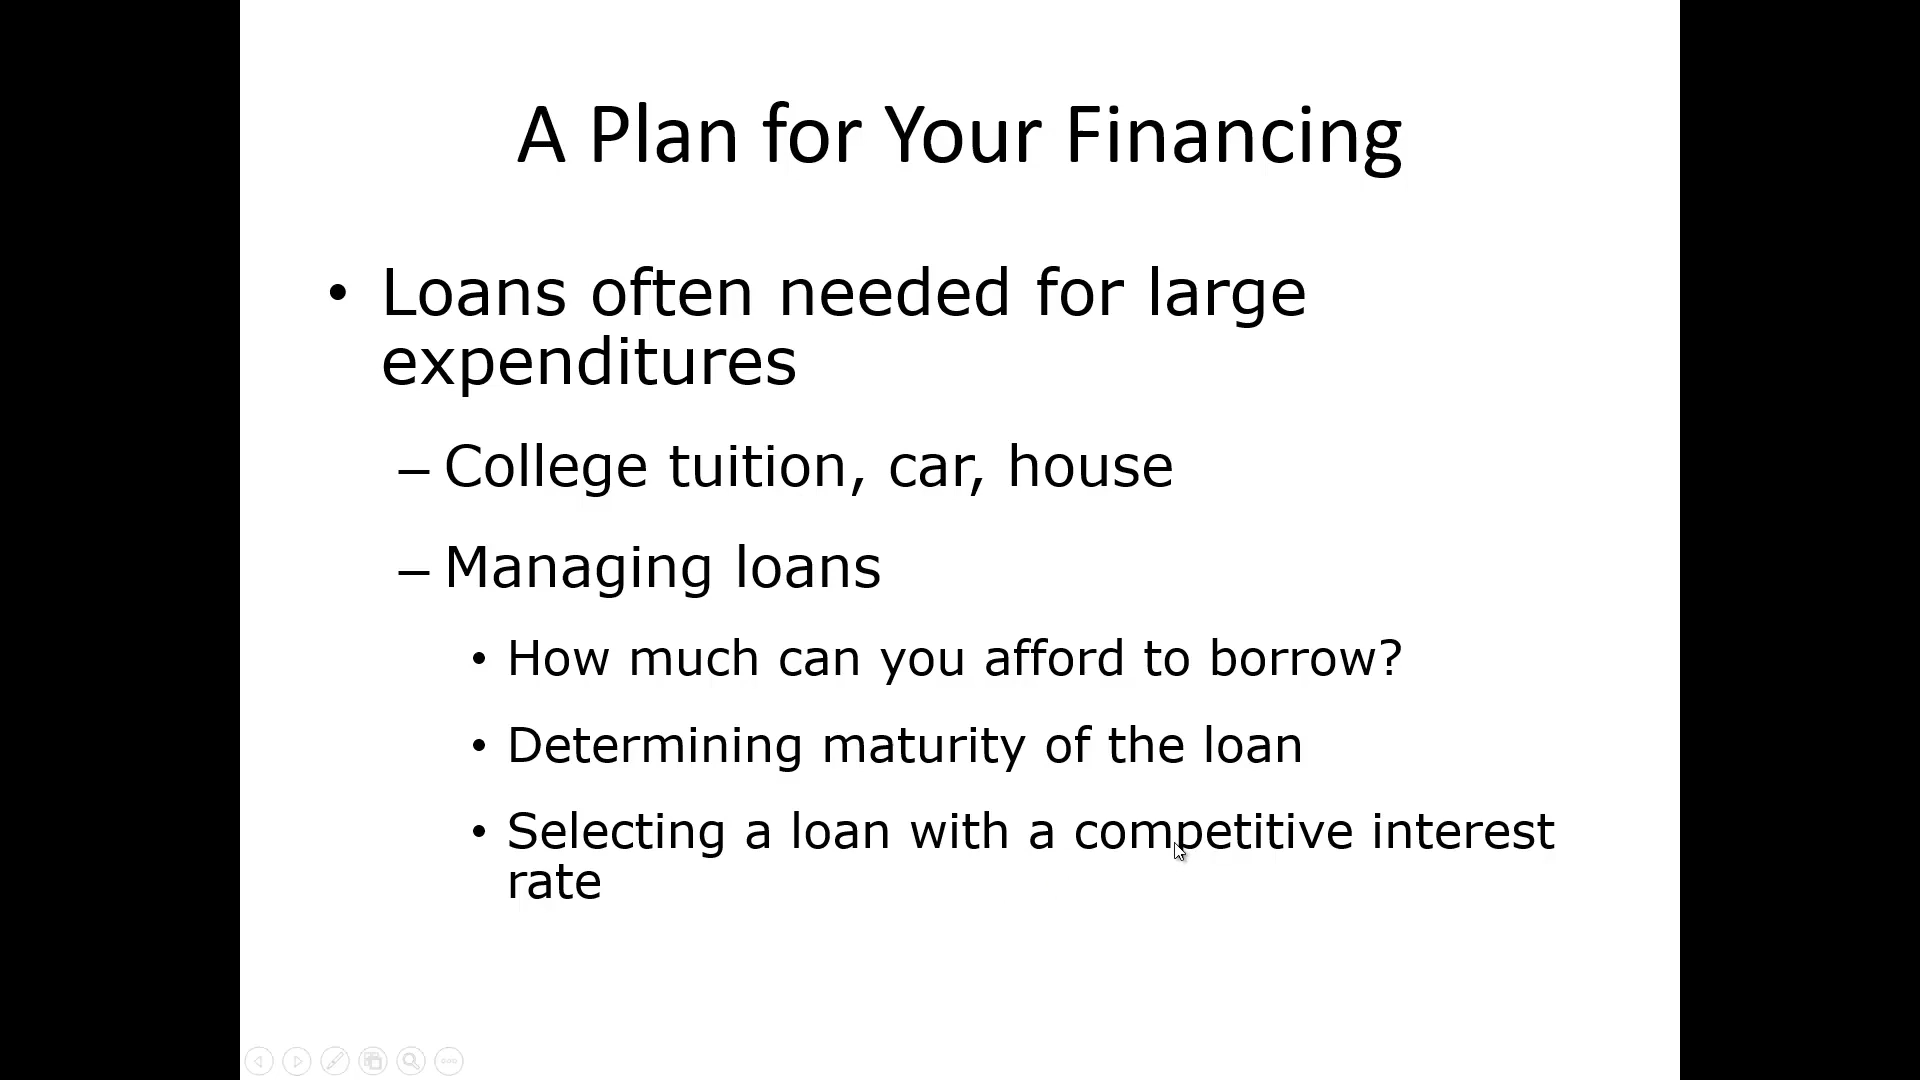 A Plan for Your Financing
• Loans often needed for large
expenditures
– College tuition, car, house
– Managing loans
• How much can you afford to borrow?
• Determining maturity of the loan
• Selecting a loan with a competitive interest
rate